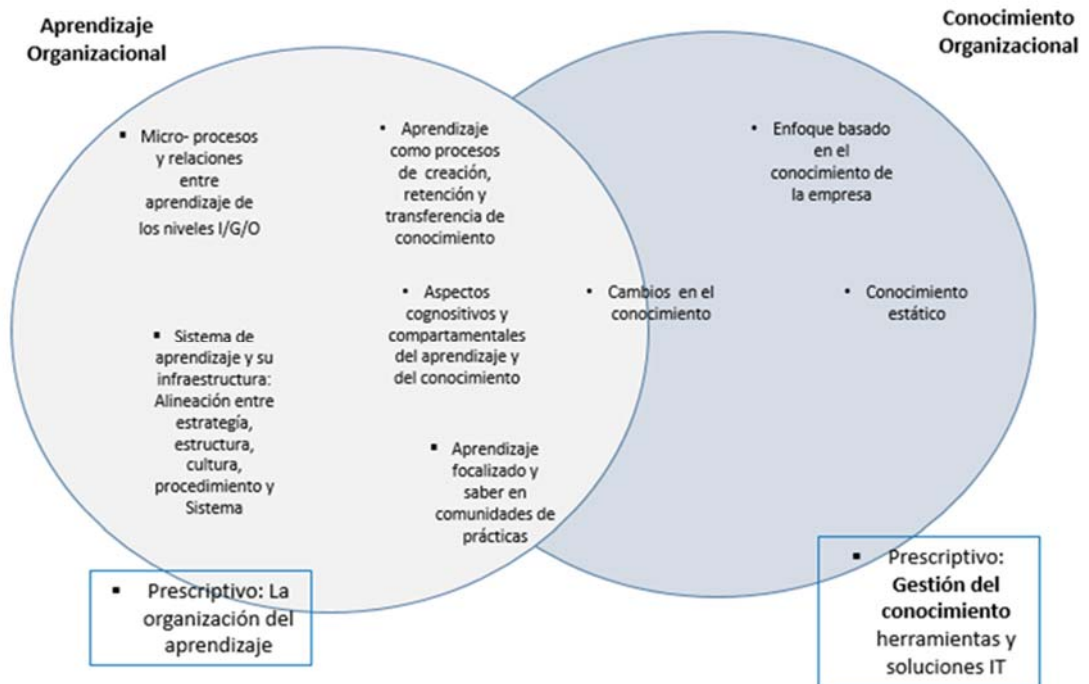 Aprendizaje
Organizacional
Conocimiento
Organizacional
▪ Micro- procesos
y relaciones
entre
aprendizaje de
los niveles I/G/O
• Aprendizaje
como procesos
de creación,
retención y
transferencia de
conocimiento
• Enfoque basado
en el
conocimiento de
la empresa
▪ Sistema de
aprendizaje y su
infraestructura:
Alineación entre
estrategía,
estructura,
cultura,
procedimiento y
Sistema
• Aspectos
cognositivos y
compartamentales
del aprendizaje y
del conocimiento
• Cambios en el
conocimiento
• Conocimiento
estático
▪ Aprendizaje
focalizado y
saber en
comunidades de
prácticas
▪ Prescriptivo: La
organización del
aprendizaje
▪ Prescriptivo:
Gestión del
conocimiento
herramientas y
soluciones IT